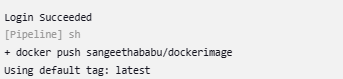 Login Succeeded
[Pipeline] sh
+ docker push sangeethababu/dockerimage
Using default tag: latest